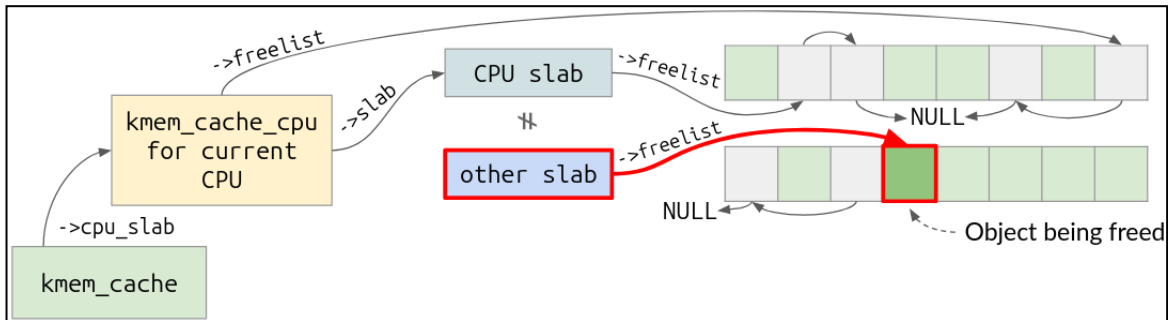 ->freelist
CPU slab
->freelist
->slab
kmem_cache_cpu
for current
CPU
NULL
->freelist
other slab
NULL
->cpu_slab
Object being freed
kmem_cache